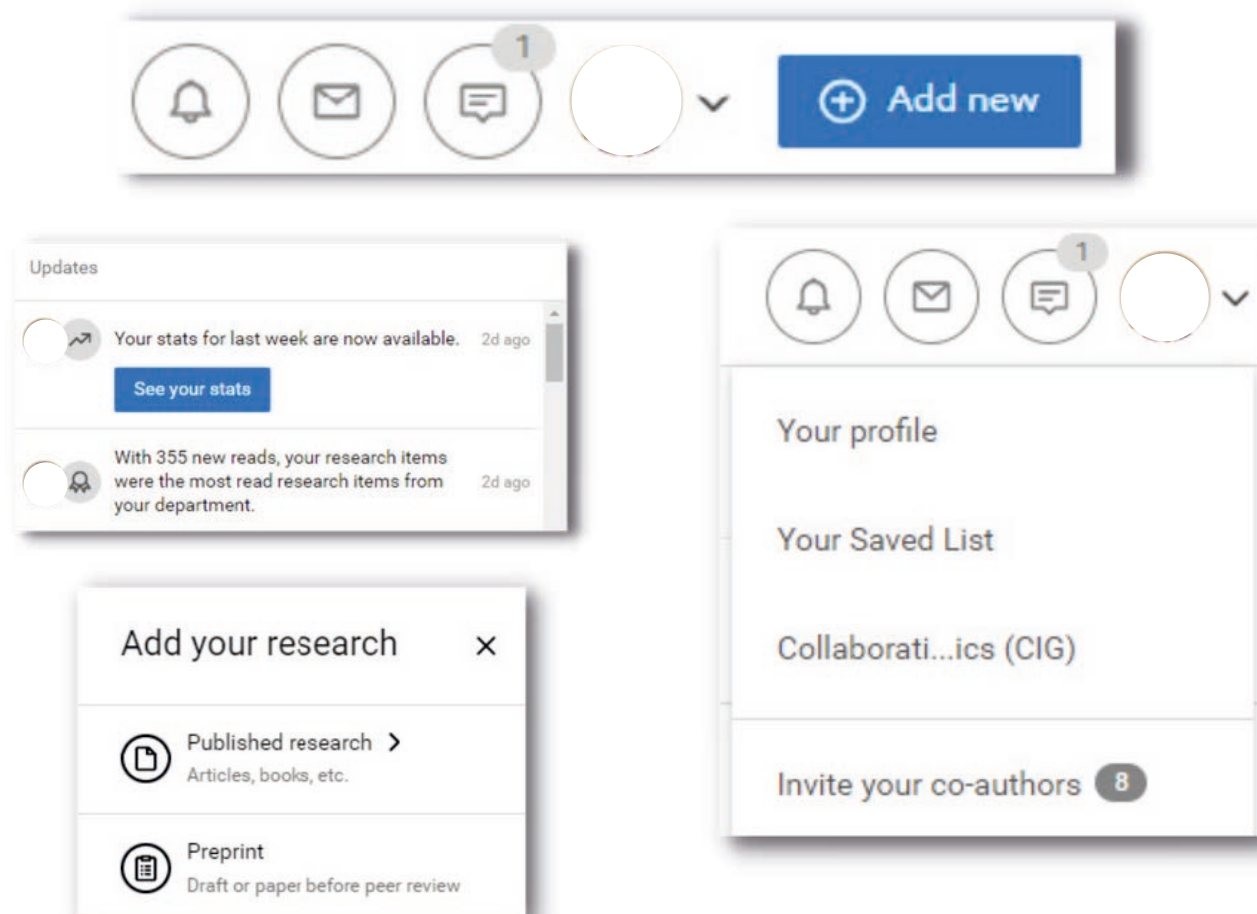 1
Add new
Updates
Your stats for last week are now available. 2d ago
See your stats
With 355 new reads, your research items
were the most read research items from 2d ago
your department.
1
Your profile
Your Saved List
Collaborati...ics (CIG)
Invite your co-authors 8
Add your research
Published research
Articles, books, etc.
Preprint
Draft or paper before peer review